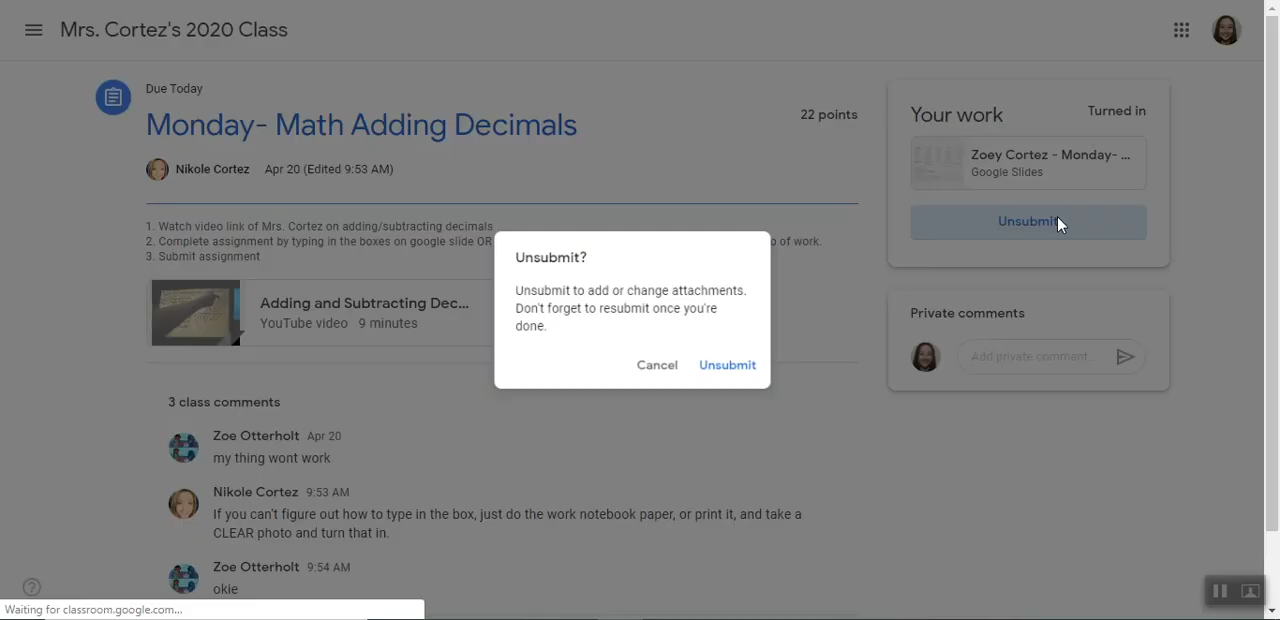 Mrs. Cortez's 2020 Class
Due Today
Monday- Math Adding Decimals
22 points
Nikole Cortez Apr 20 (Edited 9:53 AM)
1. Watch video link of Mrs. Cortez on adding/subtracting decimals
2. Complete assignment by typing in the boxes on google slide OR
of work.
3. Submit assignment
Adding and Subtracting Dec...
YouTube video 9 minutes
3 class comments
Zoe Otterholt Apr 20
my thing wont work
Nikole Cortez 9:53 AM
If you can't figure out how to type in the box, just do the work notebook paper, or print it, and take a
CLEAR photo and turn that in.
Zoe Otterholt 9:54 AM
okie
Your work
Turned in
Zoey Cortez - Monday- ...
Google Slides
Unsubmit
Private comments
Add private comment...
Unsubmit?
Unsubmit to add or change attachments.
Don't forget to resubmit once you're
done.
Cancel Unsubmit
Waiting for classroom.google.com...